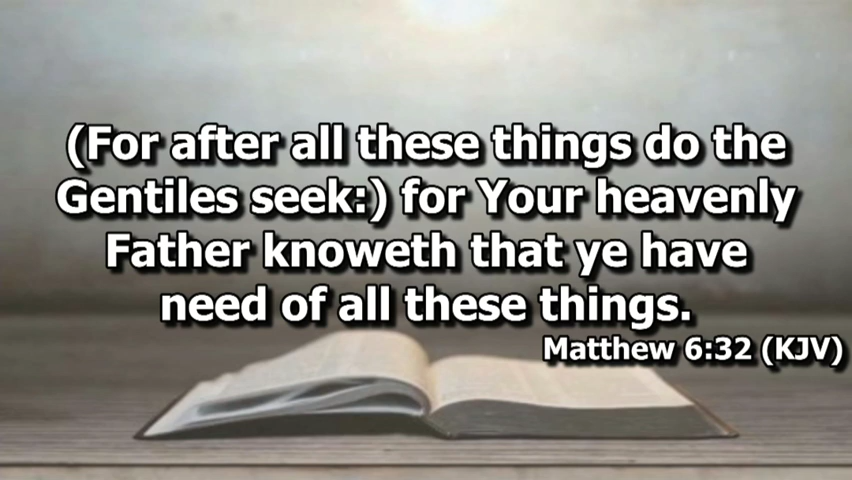 (For after all these things do the
Gentiles seek:) for Your heavenly
Father knoweth that ye have
need of all these things.
Matthew 6:32 (KJV)